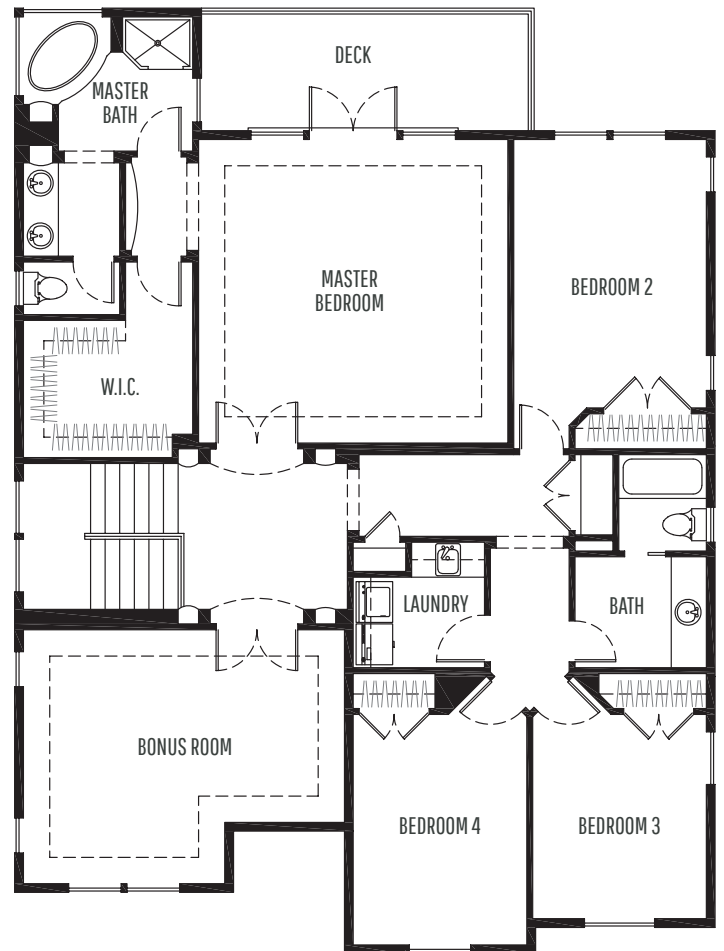 DECK
MASTER
BATH
MASTER
BEDROOM
BEDROOM 2
W.I.C.
LAUNDRY
BATH
BONUS ROOM
BEDROOM 4
BEDROOM 3